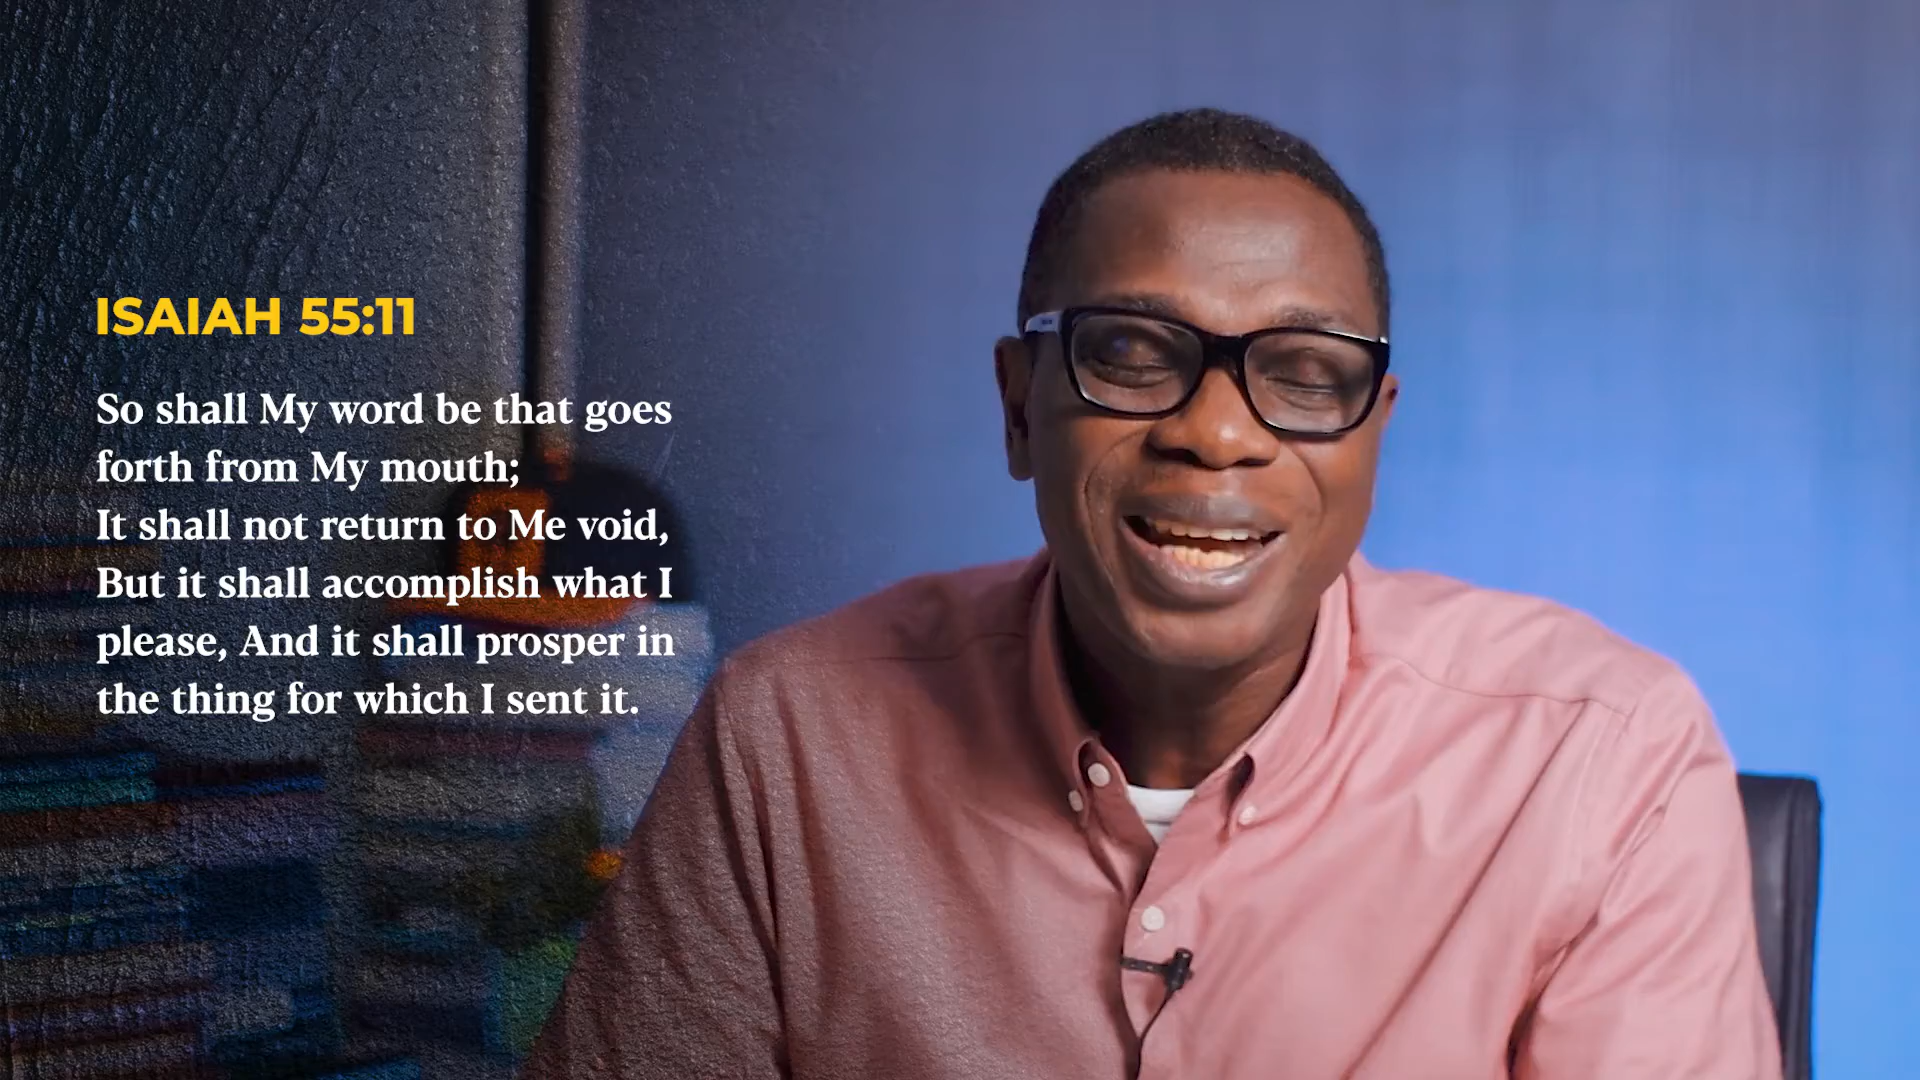 ISAIAH 55:11
So shall My word be that goes
forth from My mouth;
It shall not return to Me void,
But it shall accomplish what I
please, And it shall prosper in
the thing for which I sent it.